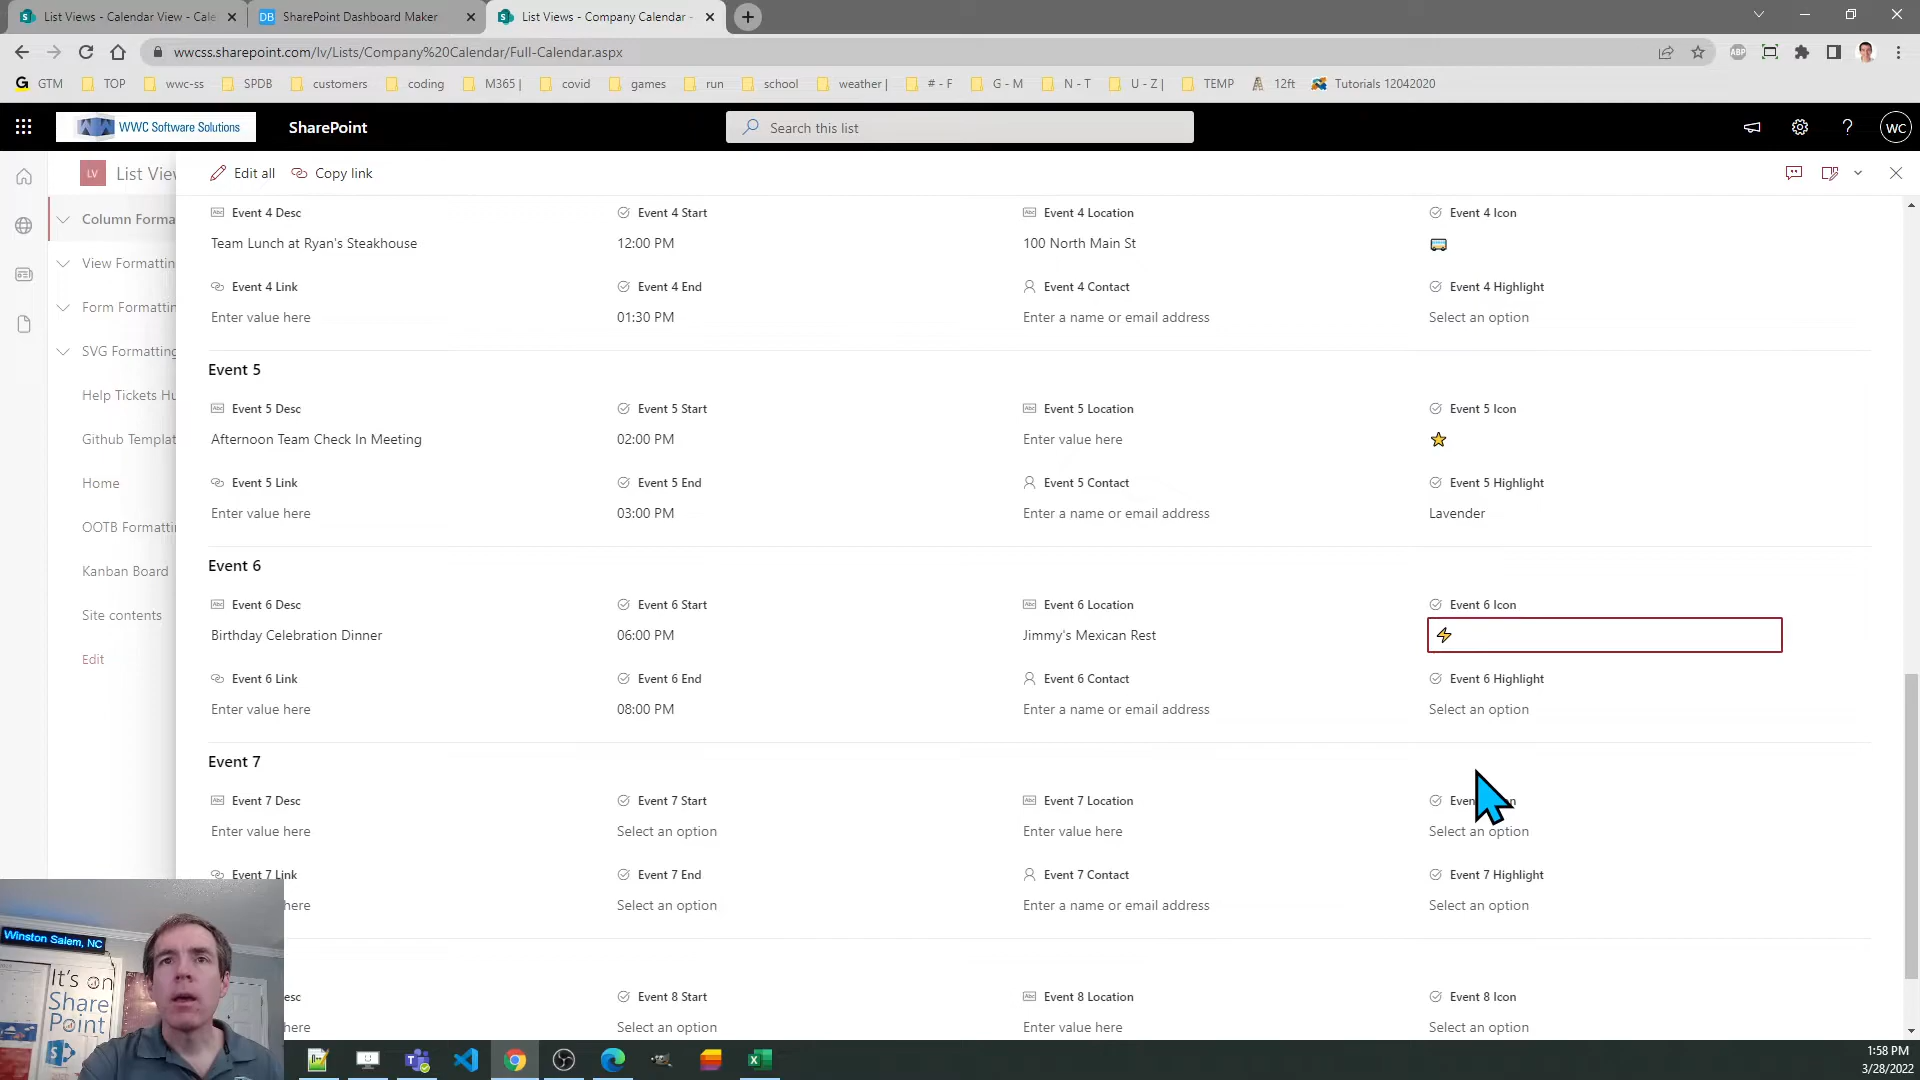 List Views - Calendar View - Cale
SharePoint Dashboard Maker
List Views - Company Calendar -
wwcss.sharepoint.com/lv/Lists/Company%20Calendar/Full-Calendar.aspx
ABP
GTM
TOP
wwc-ss
SPDB
customers
coding
M365 |
covid
games
run
school
weather |
# - F
G - M
N - T
U - Z |
TEMP
12ft
Tutorials 12042020
WWC Software Solutions
SharePoint
Search this list
WC
LV
List Vie
Edit all
Copy link
Column Forma
View Formattin
Form Formattin
SVG Formatting
Help Tickets Hu
Github Templat
Home
OOTB Formatti
Kanban Board
Site contents
Edit
Event 4 Desc
Event 4 Start
Event 4 Location
Event 4 Icon
Team Lunch at Ryan's Steakhouse
12:00 PM
100 North Main St
Event 4 Link
Event 4 End
Event 4 Contact
Event 4 Highlight
Enter value here
01:30 PM
Enter a name or email address
Select an option
Event 5
Event 5 Desc
Event 5 Start
Event 5 Location
Event 5 Icon
Afternoon Team Check In Meeting
02:00 PM
Enter value here
Event 5 Link
Event 5 End
Event 5 Contact
Event 5 Highlight
Enter value here
03:00 PM
Enter a name or email address
Lavender
Event 6
Event 6 Desc
Event 6 Start
Event 6 Location
Event 6 Icon
Birthday Celebration Dinner
06:00 PM
Jimmy's Mexican Rest
Event 6 Link
Event 6 End
Event 6 Contact
Event 6 Highlight
Enter value here
08:00 PM
Enter a name or email address
Select an option
Event 7
Event 7 Desc
Event 7 Start
Event 7 Location
Even
n
Enter value here
Select an option
Enter value here
Select an option
Event 7 Link
Event 7 End
Event 7 Contact
Event 7 Highlight
here
Select an option
Enter a name or email address
Select an option
esc
Event 8 Start
Event 8 Location
Event 8 Icon
here
Select an option
Enter value here
Select an option
Winston Salem, NC
It's on
Share
Point
1:58 PM
3/28/2022